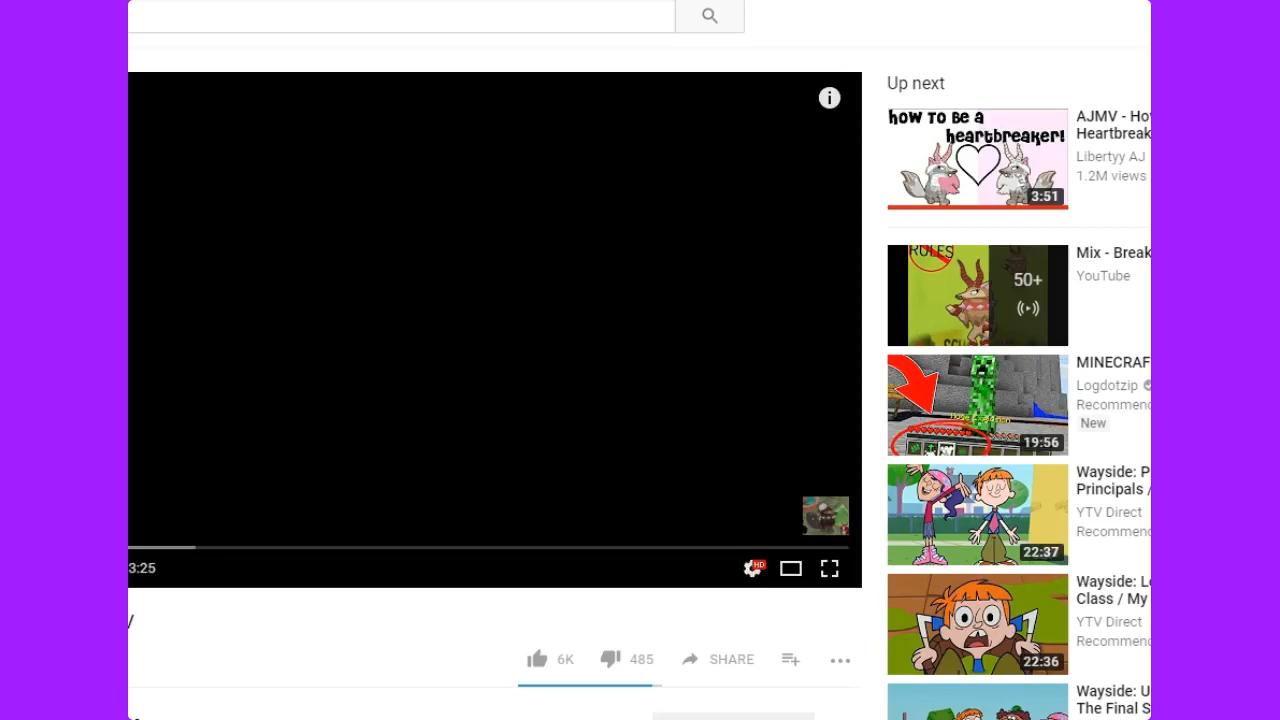 Up next
HOW TO BE A
HEARTBREAKER!
3:51
AJMV - Ho
Heartbreak
Libertyy AJ
1.2M views
RULES
50+
Mix - Break
YouTube
19:56
MINECRAF
Logdotzip
Recommend
New
22:37
Wayside: P
Principals /
YTV Direct
Recommend
3:25
HD
22:36
Wayside: L
Class / My
YTV Direct
Recommend
/
6K
485
SHARE
Wayside: U
The Final S